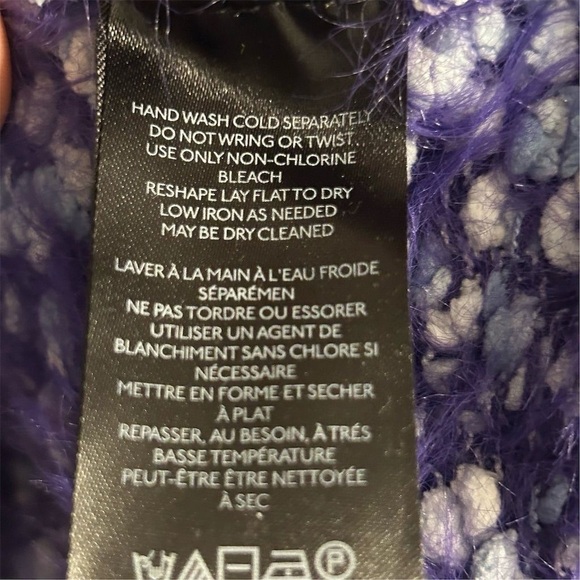 HAND WASH COLD SEPARATELY
DO NOT WRING OR TWIST
USE ONLY NON-CHLORINE
BLEACH
RESHAPE LAY FLAT TO DRY
LOW IRON AS NEEDED
MAY BE DRY CLEANED
LAVER À LA MAIN À L'EAU FROIDE
SÉPARÉMEN
NE PAS TORDRE OU ESSORER
UTILISER UN AGENT DE
BLANCHIMENT SANS CHLORE SI
NÉCESSAIRE
METTRE EN FORME ET SECHER
À PLAT
REPASSER, AU BESOIN, À TRÉS
BASSE TEMPÉRATURE
PEUT-ÊTRE ÊTRE NETTOYÉE
À SEC
P